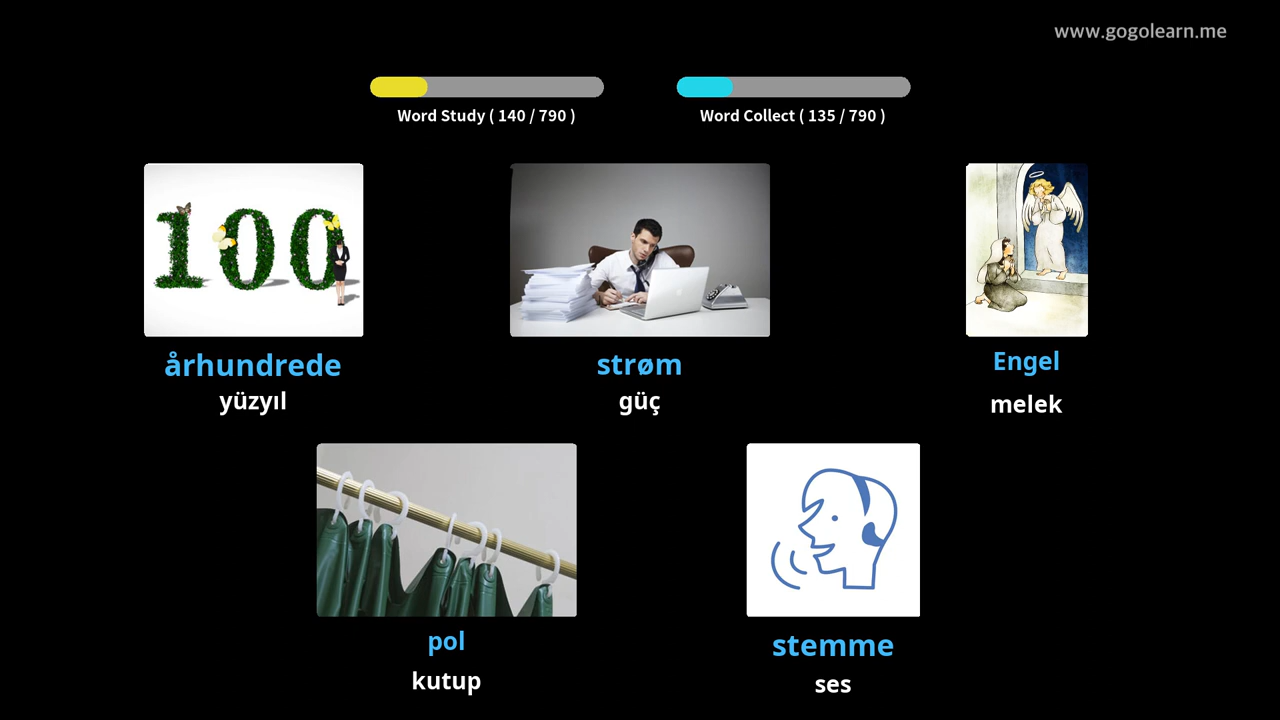 www.gogolearn.me
Word Study ( 140 / 790 )
Word Collect ( 135 / 790 )
100
århundrede
yüzyıl
strøm
güç
Engel
melek
pol
kutup
stemme
ses